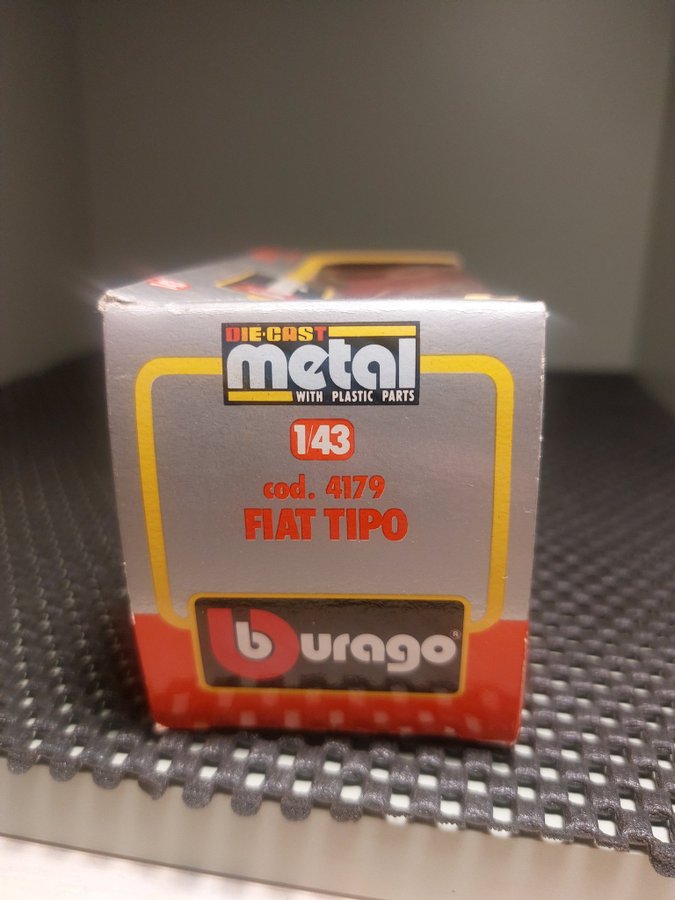 DIE-CAST
metal
WITH PLASTIC PARTS
1/43
cod. 4179
FIAT TIPO
burago®